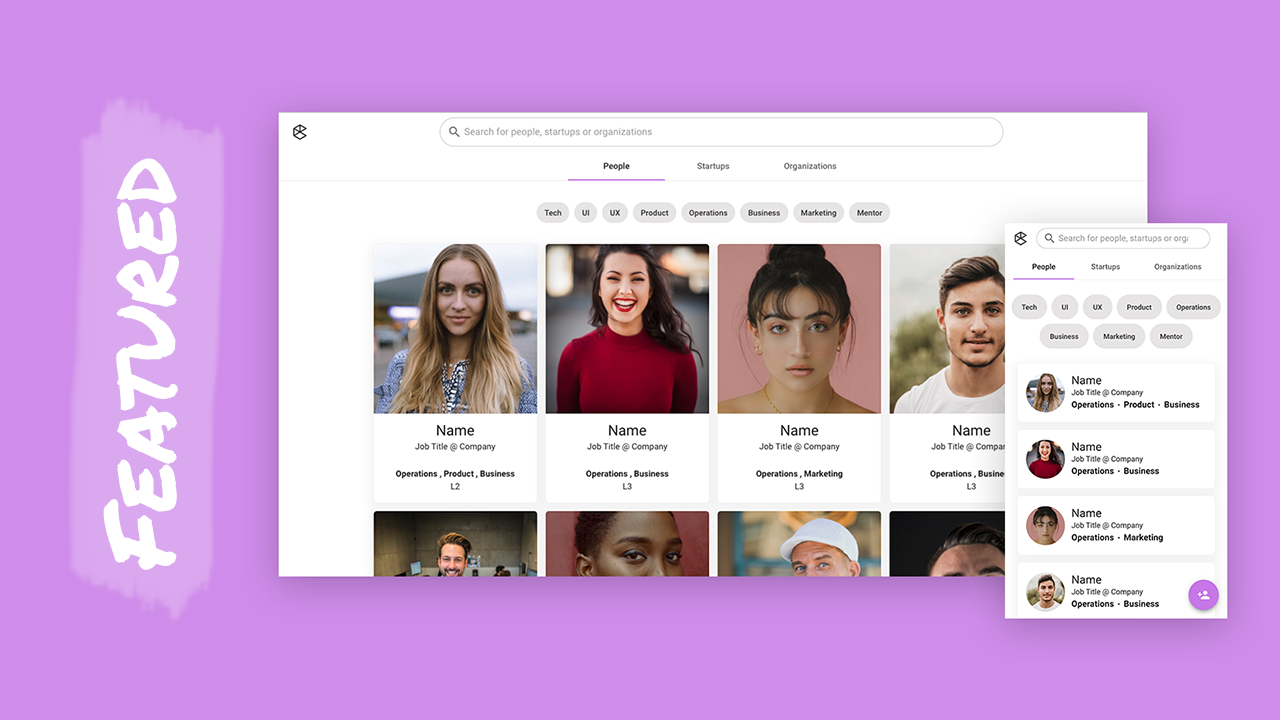 FEATURED
Search for people, startups or organizations
People Startups Organizations
Tech UI UX Product Operations Business Marketing Mentor
Name Name Name Name
Job Title @ Company Job Title @ Company Job Title @ Company Job Title @ Compar
Operations , Product , Business Operations , Business Operations , Marketing Operations , Busine
L2 L3 L3 L3
Search for people, startups or orga
People Startups Organizations
Tech UI UX Product Operations
Business Marketing Mentor
Name
Job Title @ Company
Operations · Product · Business
Name
Job Title @ Company
Operations · Business
Name
Job Title @ Company
Operations · Marketing
Name
Job Title @ Company
Operations · Business